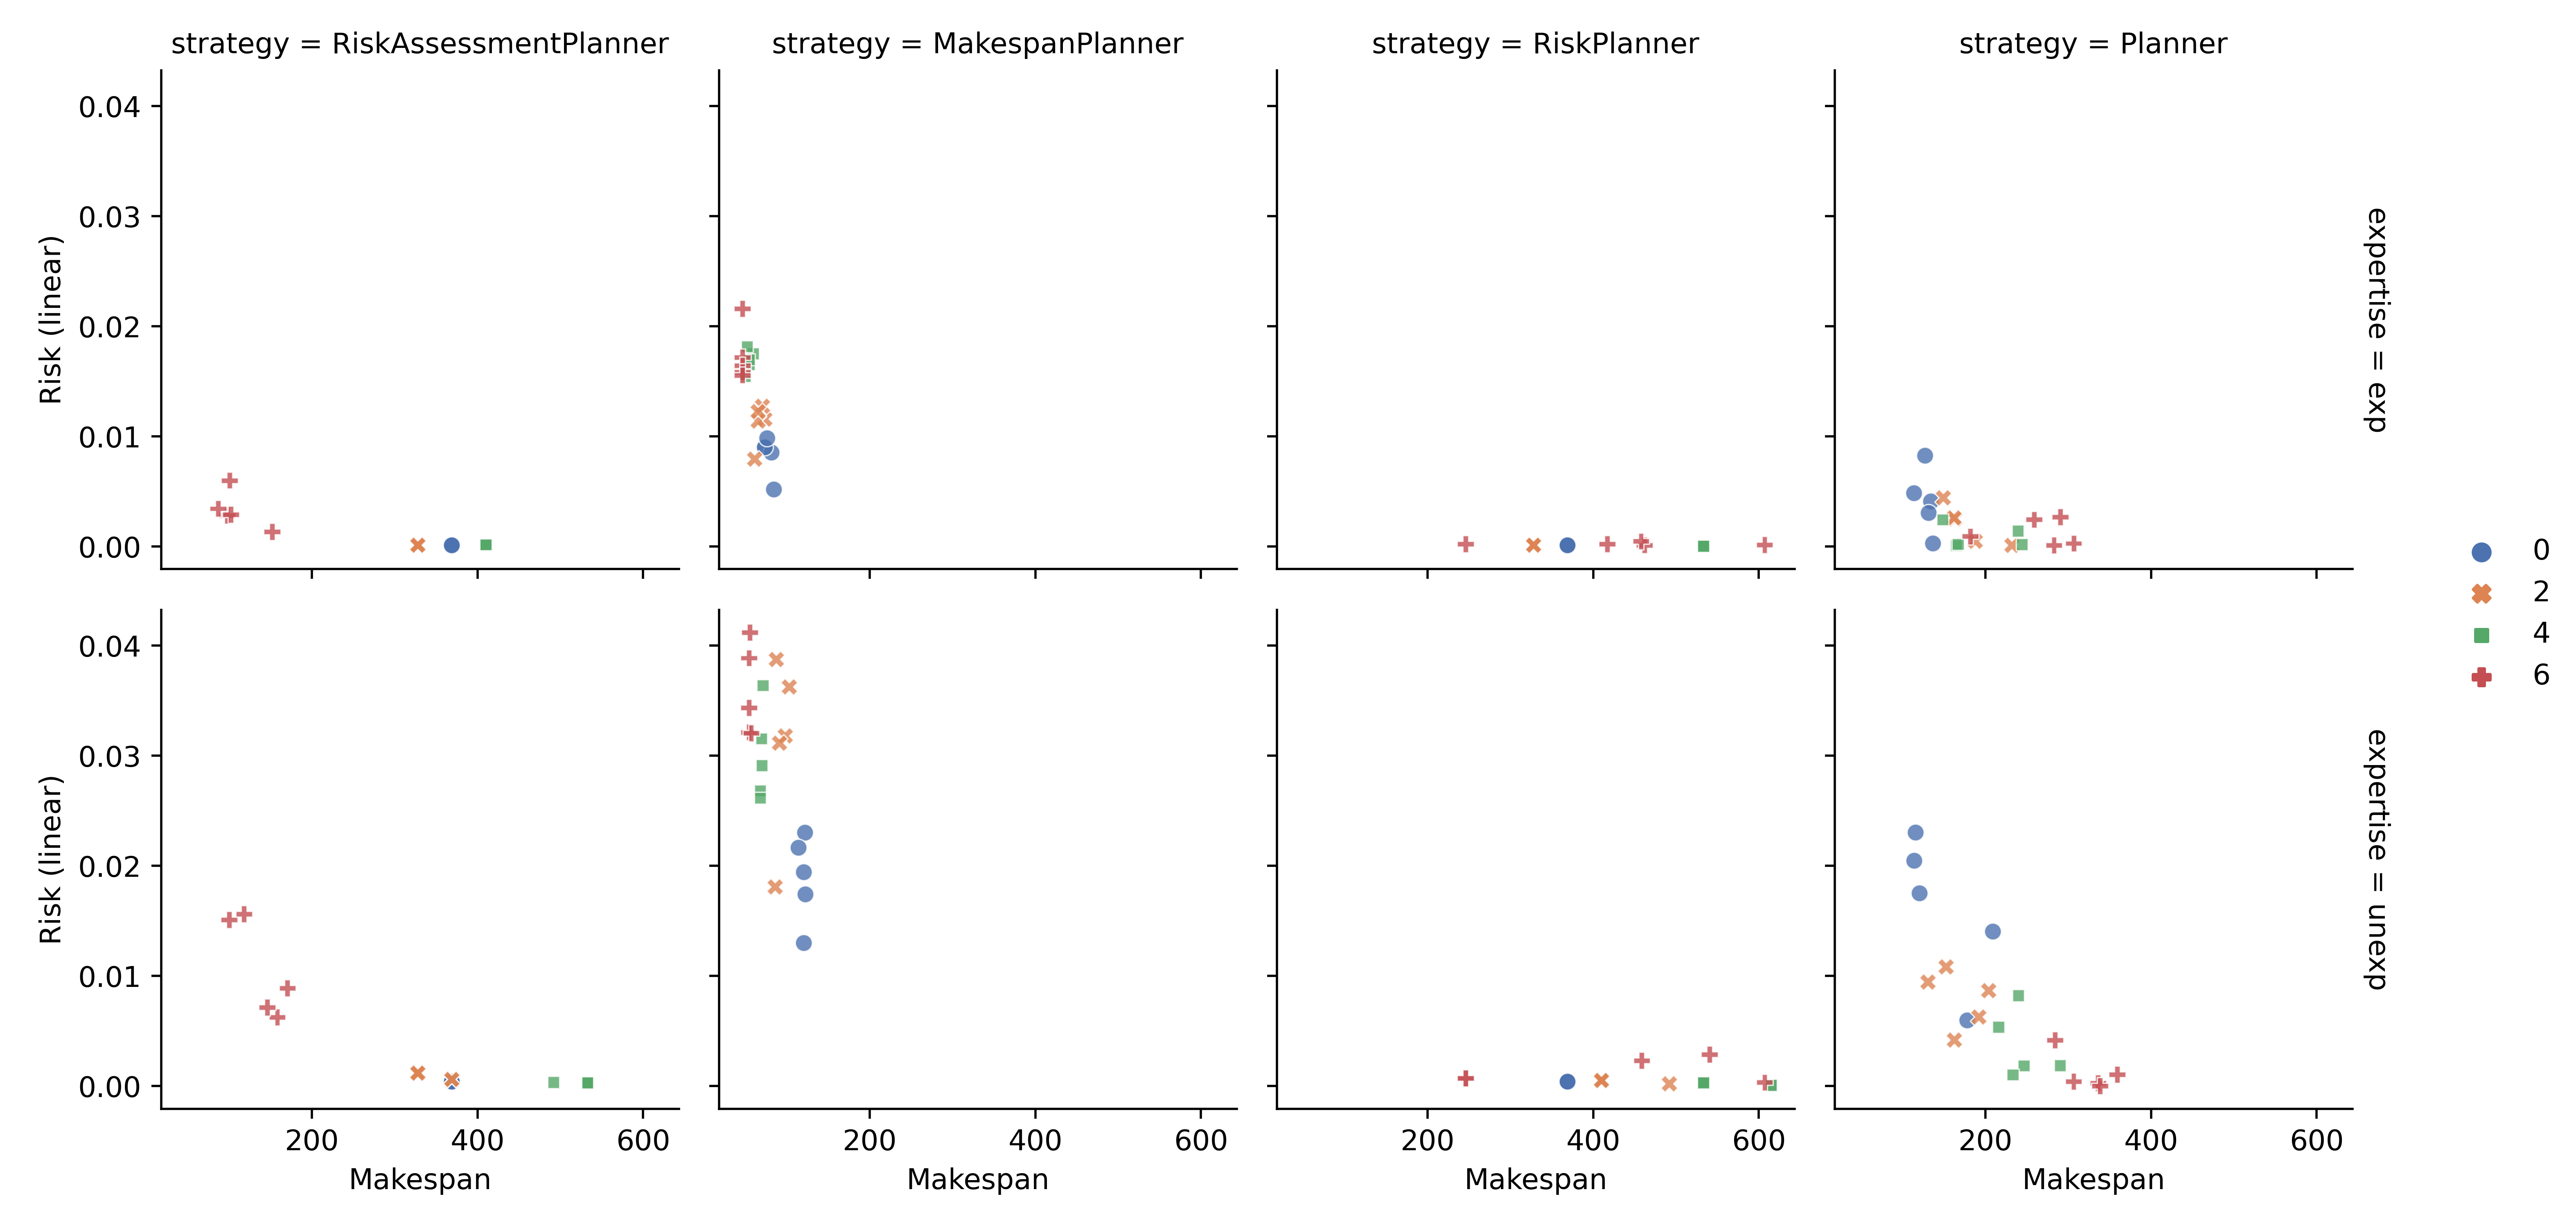 strategy = RiskAssessmentPlanner
strategy = MakespanPlanner
strategy = RiskPlanner
strategy = Planner
0.04
0.03
0.02
0.01
0.00
Risk (linear)
expertise = exp
0
2
4
6
0.04
0.03
0.02
0.01
0.00
Risk (linear)
expertise = unexp
200 400 600
200 400 600
200 400 600
200 400 600
Makespan
Makespan
Makespan
Makespan